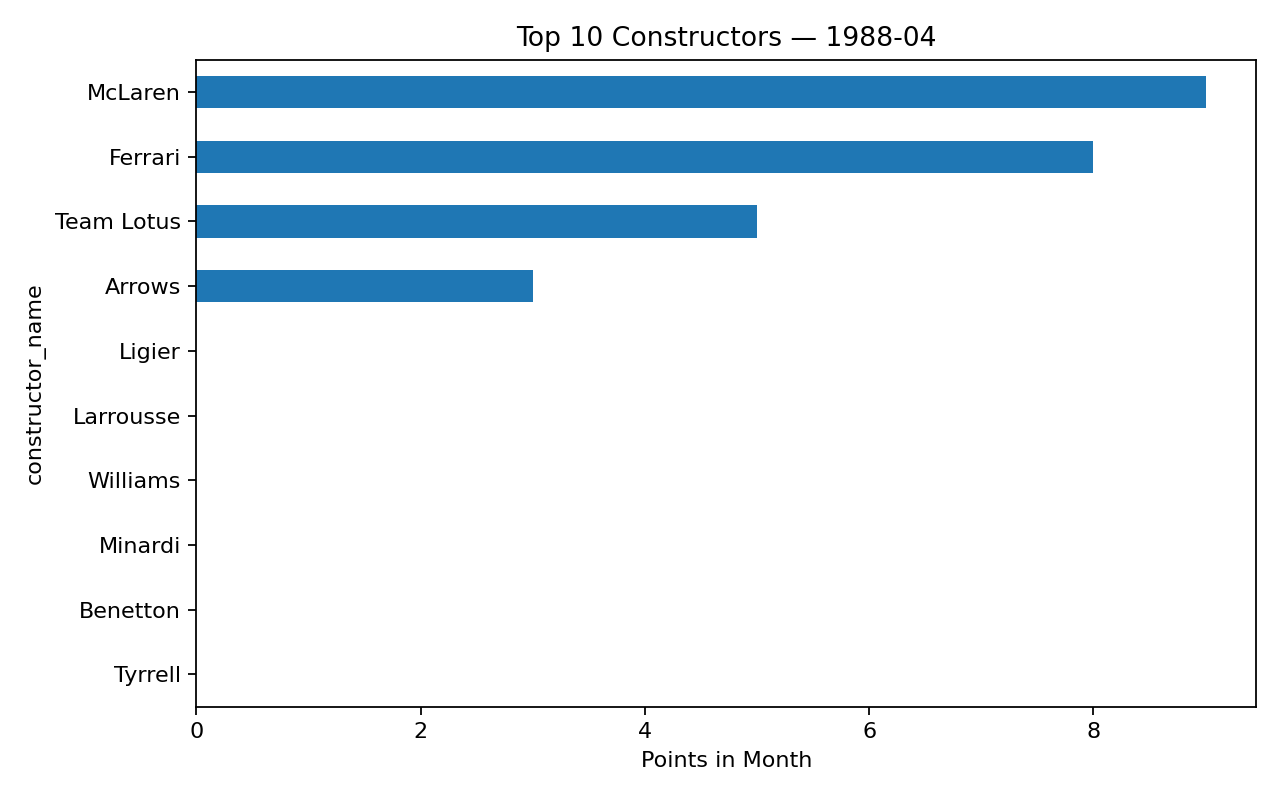 Top 10 Constructors — 1988-04
McLaren
Ferrari
Team Lotus
Arrows
Ligier
Larrousse
Williams
Minardi
Benetton
Tyrrell
constructor_name
0 2 4 6 8
Points in Month